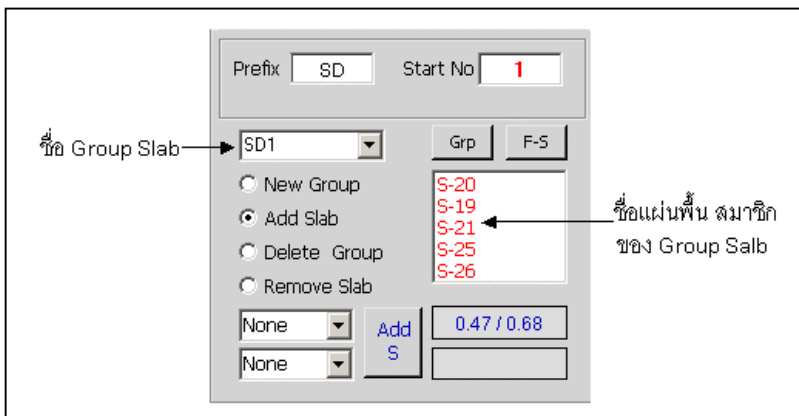 Prefix SD Start No 1
ชื่อ Group Slab SD1 Grp F-S
New Group
Add Slab
Delete Group
Remove Slab
S-20
S-19
S-21
S-25
S-26
ชื่อแผ่นพื้น สมาชิก
ของ Group Salb
None
None
Add
S
0.47 / 0.68